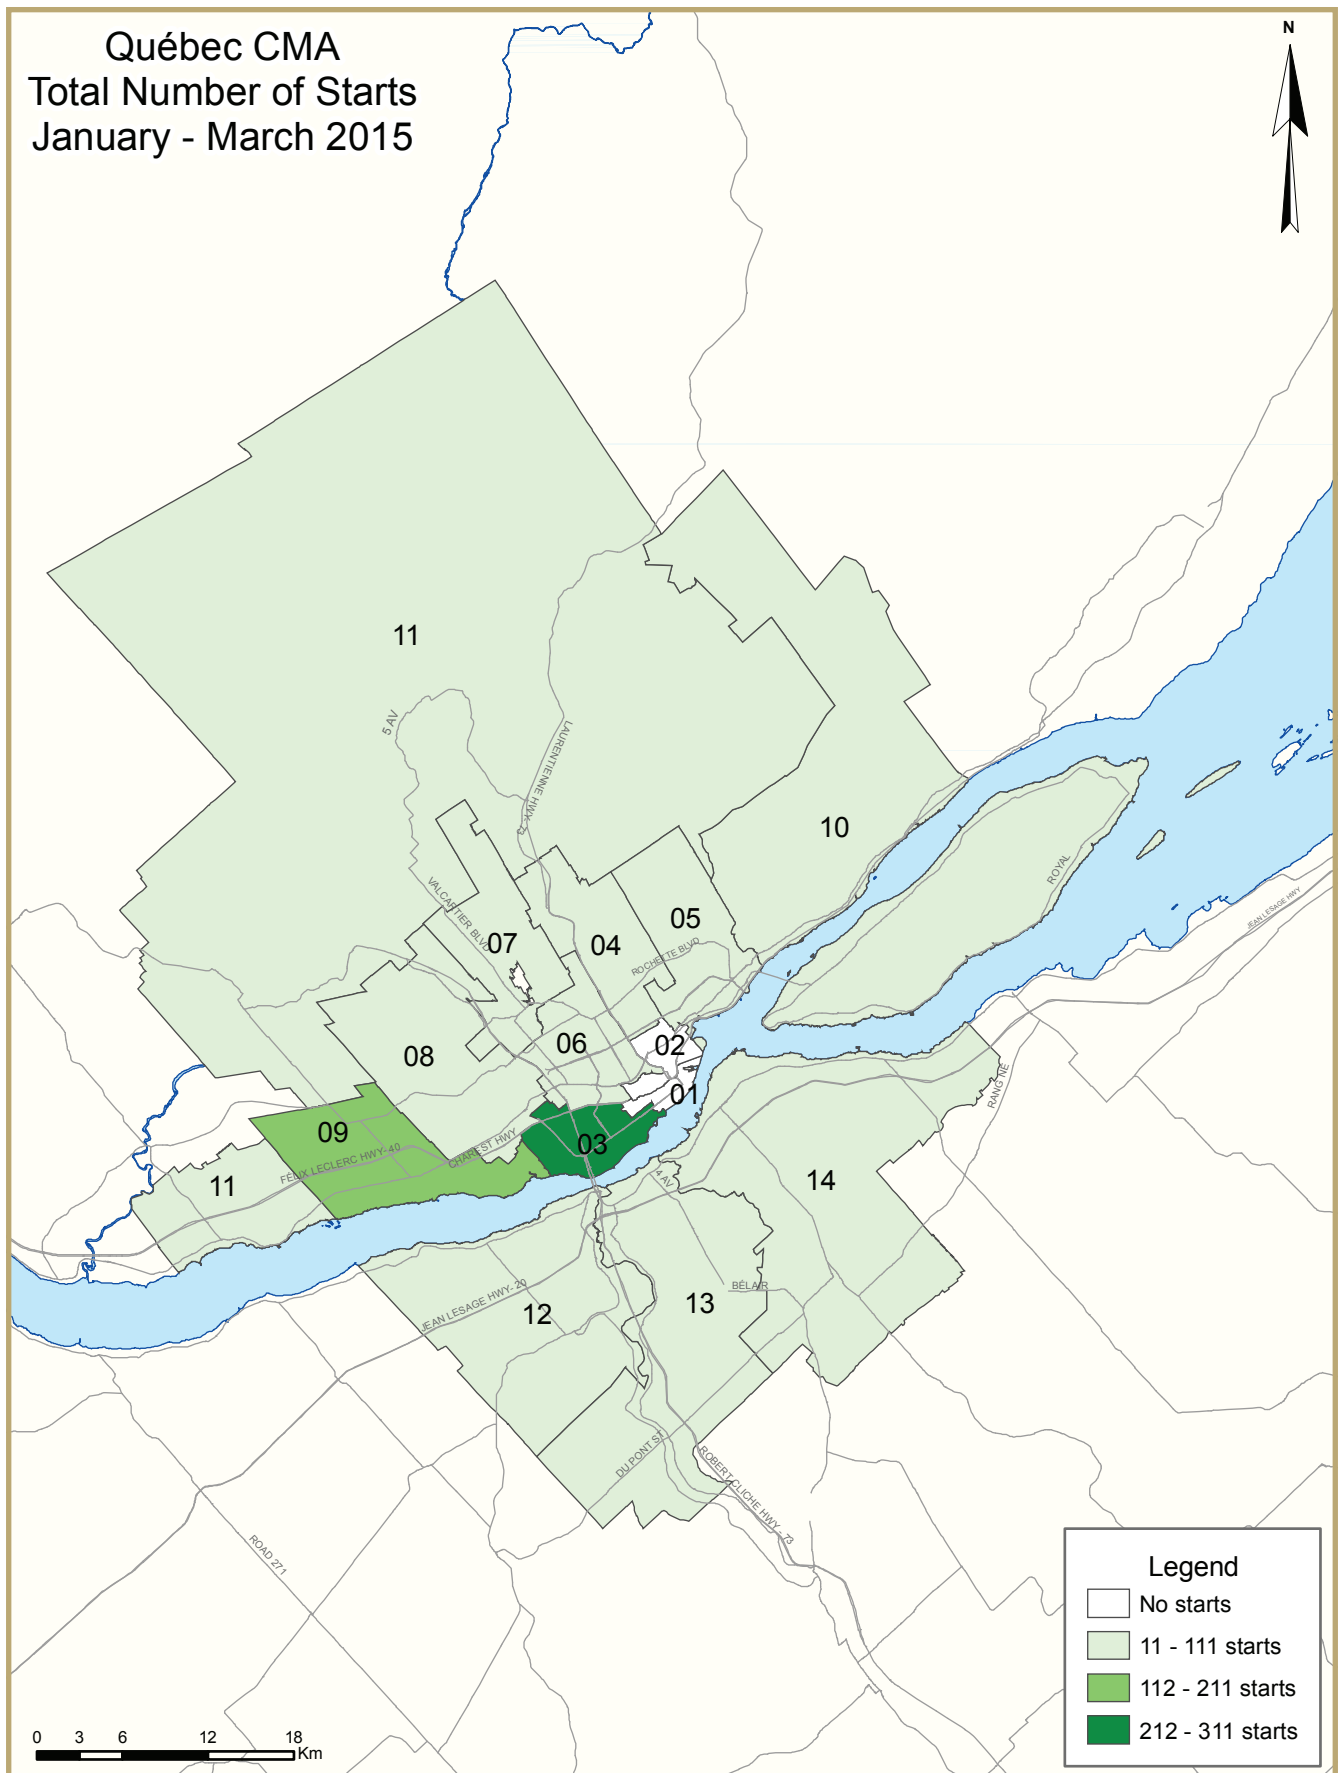 Québec CMA
Total Number of Starts
January - March 2015
N
11
5 AV
LAURENTIENNE HWY- 73
10
ROYAL
JEAN LESAGE HWY
VALCARTIER BLVD
07
04
05
ROCHETTE BLVD
08
06
02
01
RANG NE
09
FÉLIX LECLERC HWY-40
CHAREST HWY
03
11
4 AV
14
JEAN LESAGE HWY-20
12
13
BÉLAIR
DU PONT ST
ROBERT CLICHE HWY - 73
ROAD 271
Legend
No starts
11 - 111 starts
112 - 211 starts
212 - 311 starts
0 3 6 12 18
Km